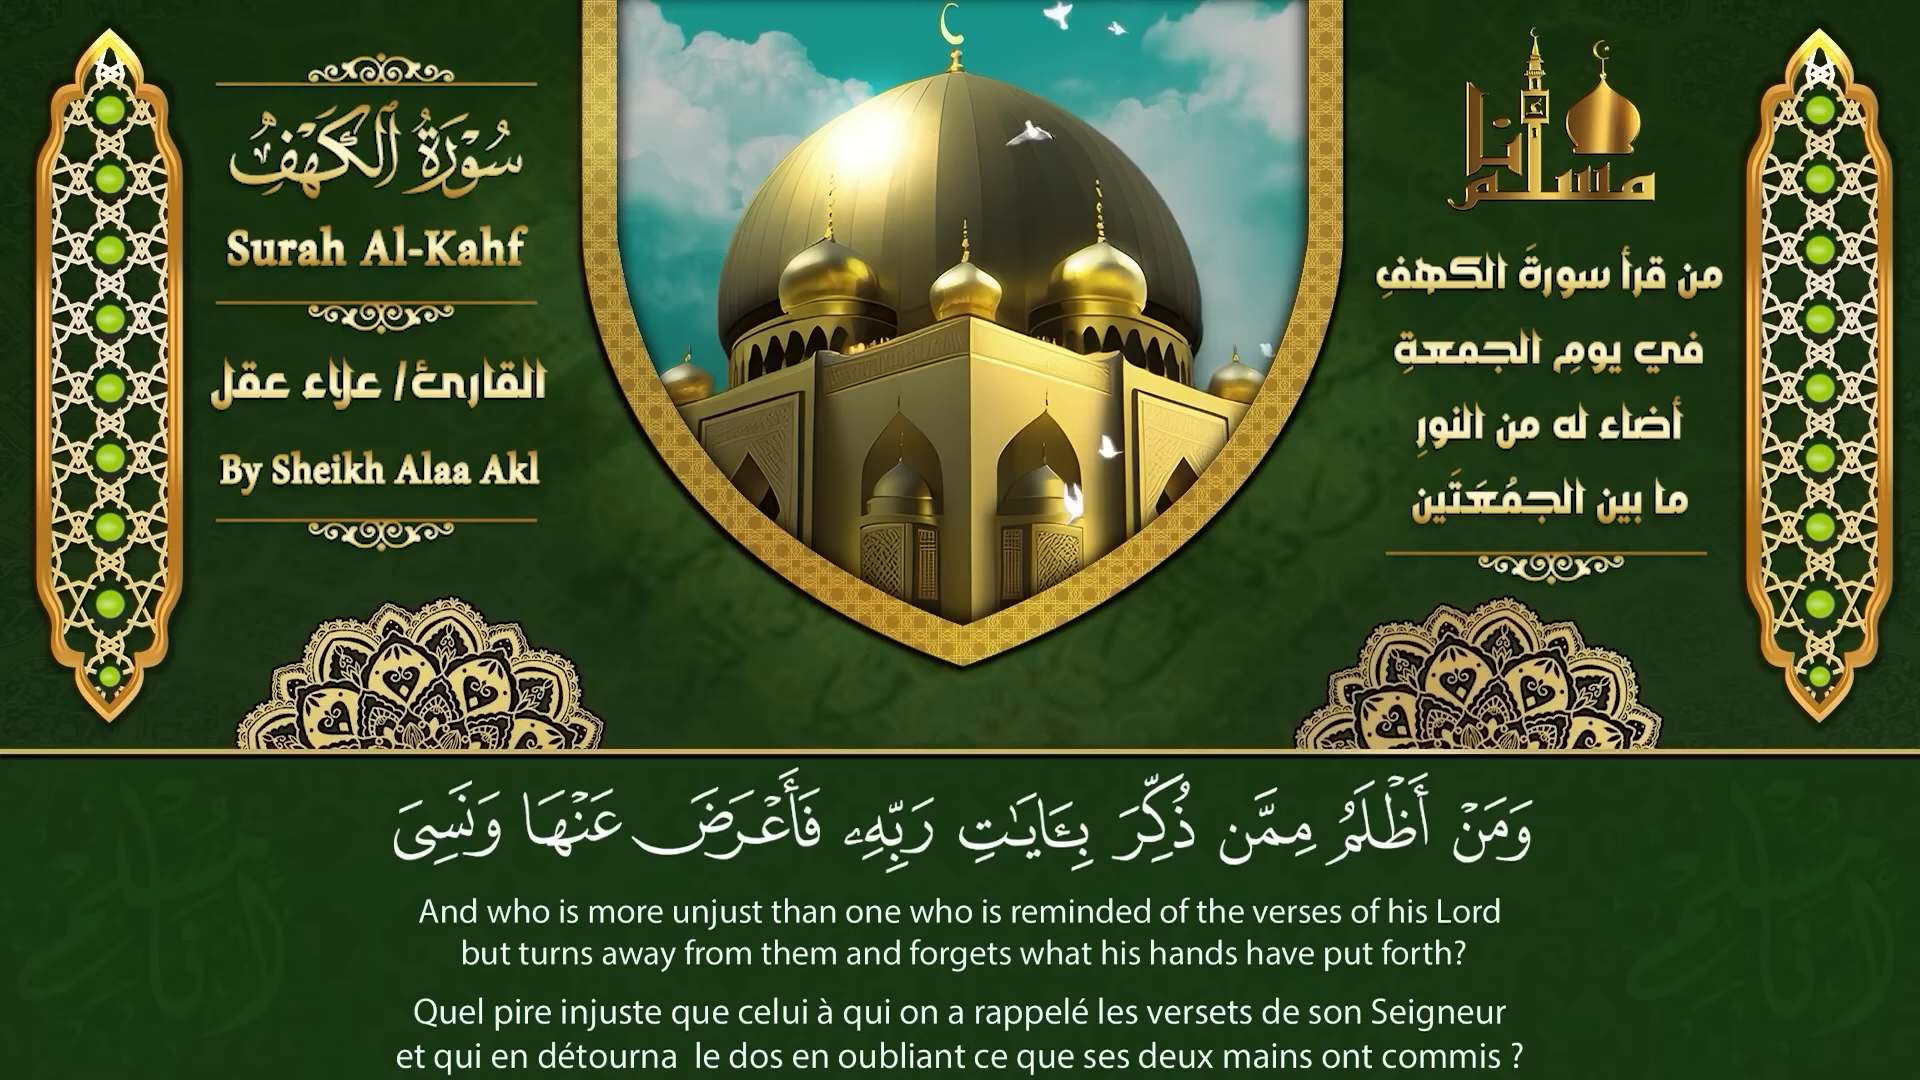 سُورَةُ الكَهْفِ
Surah Al-Kahf
القارئ / علاء عقل
By Sheikh Alaa Akl
أنا مسلم
من قرأ سورةَ الكهفِ
في يومِ الجمعةِ
أضاء له من النورِ
ما بين الجمُعَتَين
وَمَنْ أَظْلَمُ مِمَّن ذُكِّرَ بِـَٔايَـٰتِ رَبِّهِۦ فَأَعْرَضَ عَنْهَا وَنَسِىَ
And who is more unjust than one who is reminded of the verses of his Lord
but turns away from them and forgets what his hands have put forth?
Quel pire injuste que celui à qui on a rappelé les versets de son Seigneur
et qui en détourna le dos en oubliant ce que ses deux mains ont commis ?